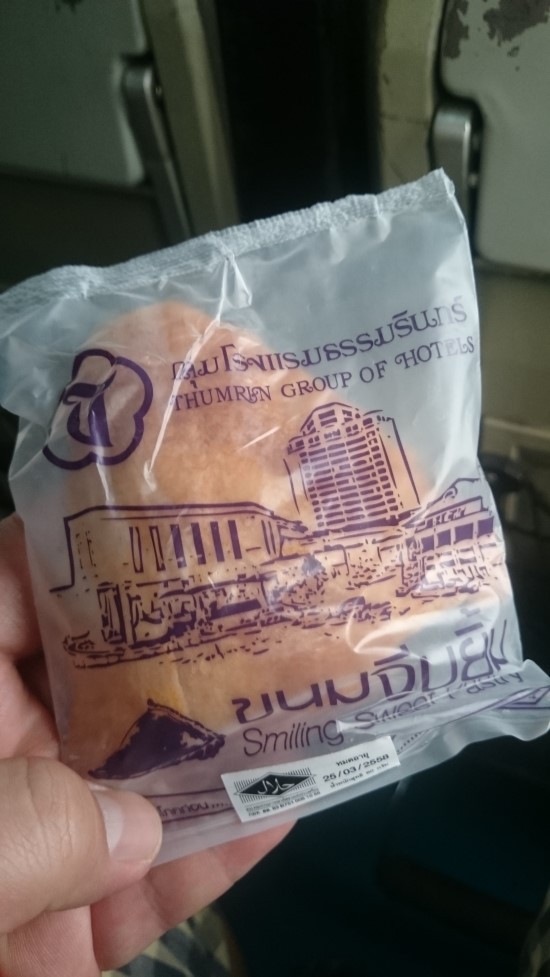 กลุ่มโรงแรมธรรมรินทร์
THUMRIN GROUP OF HOTELS
ขนมจีบยิ้ม
Smiling Sweet Pastry
حلال
หมดอายุ
25/03/2558